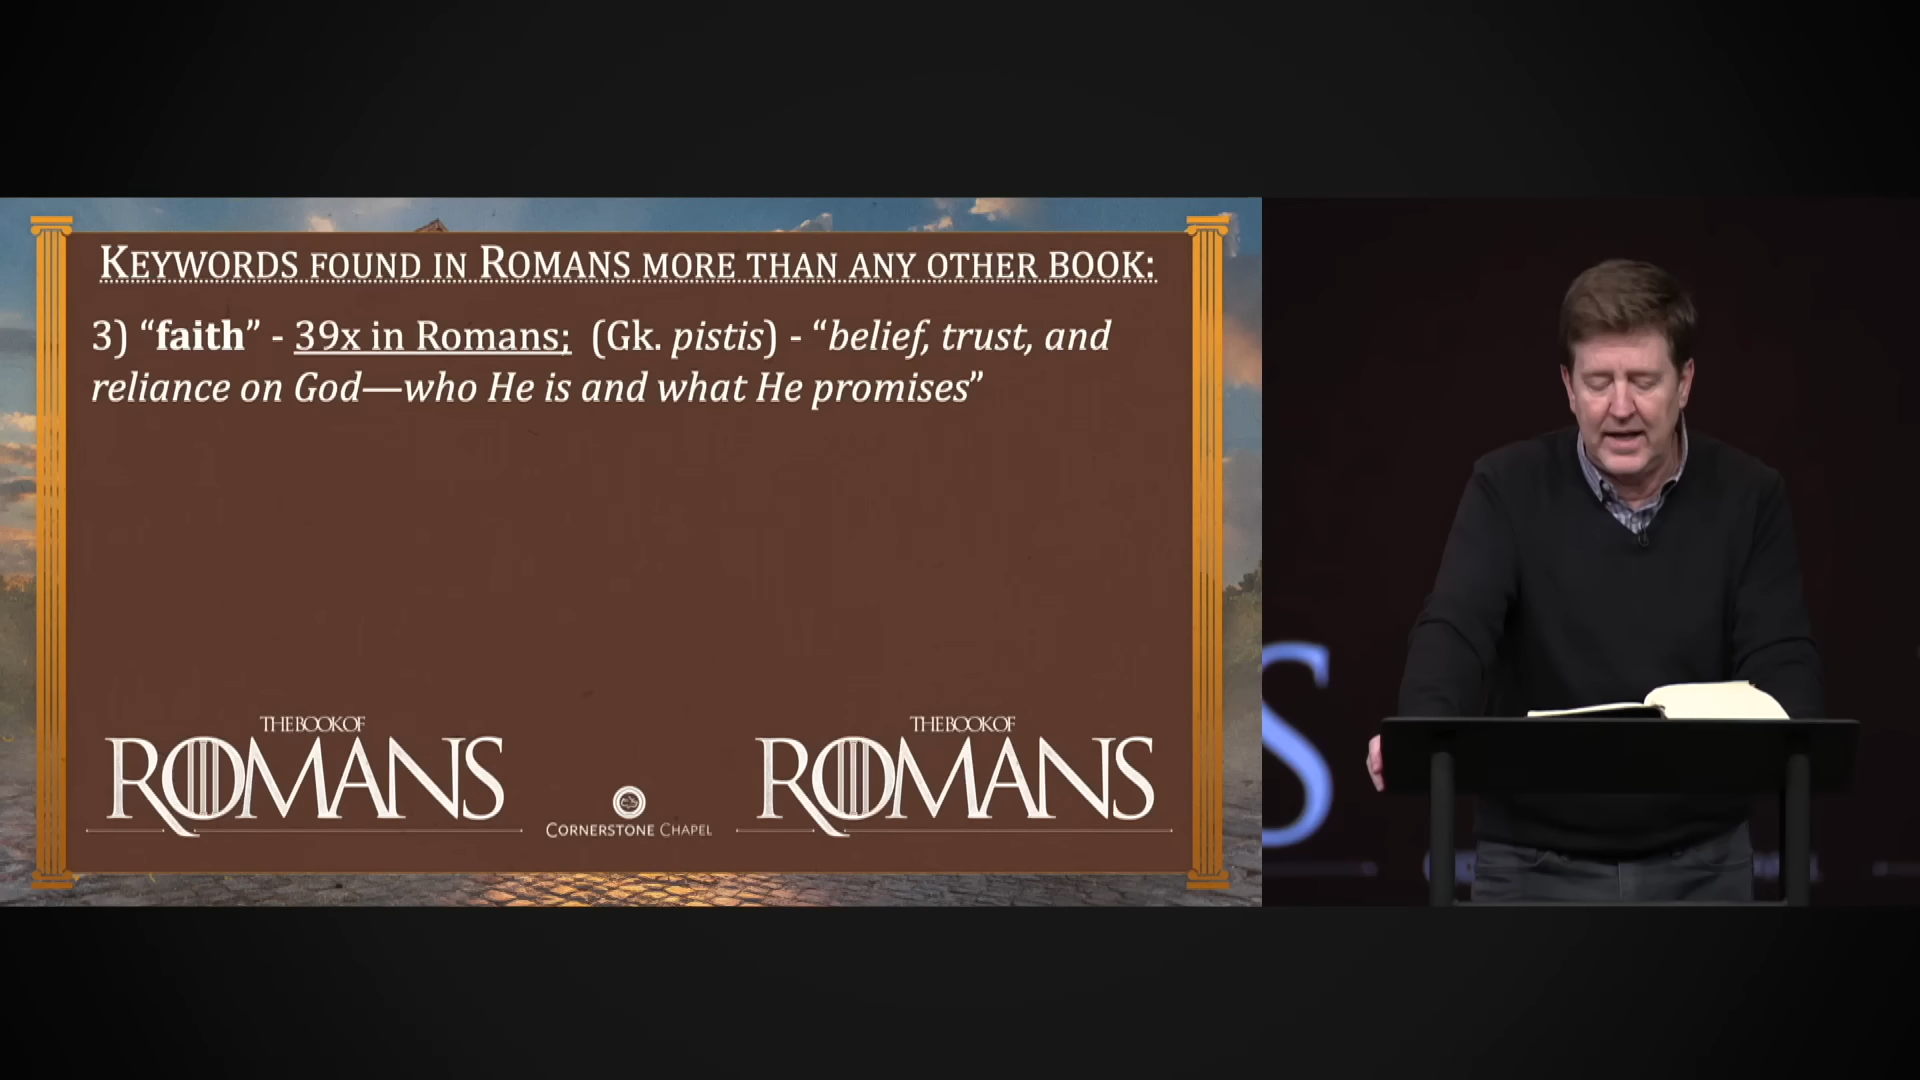 KEYWORDS FOUND IN ROMANS MORE THAN ANY OTHER BOOK:
3) “faith” - 39x in Romans; (Gk. pistis) - “belief, trust, and
reliance on God—who He is and what He promises”
THE BOOK OF
ROMANS
CORNERSTONE CHAPEL
THE BOOK OF
ROMANS
S